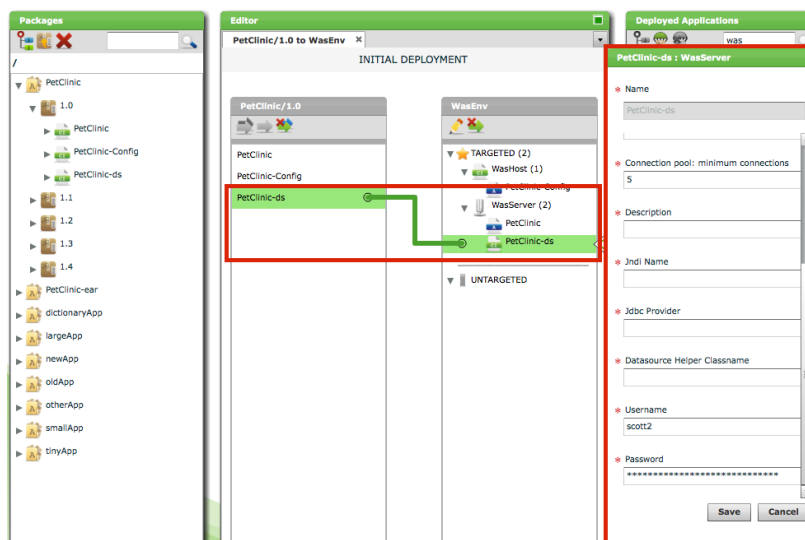 Packages
/
PetClinic
1.0
PetClinic
PetClinic-Config
PetClinic-ds
1.1
1.2
1.3
1.4
PetClinic-ear
dictionaryApp
largeApp
newApp
oldApp
otherApp
smallApp
tinyApp
Editor
PetClinic/1.0 to WasEnv
INITIAL DEPLOYMENT
PetClinic/1.0
PetClinic
PetClinic-Config
PetClinic-ds
WasEnv
TARGETED (2)
WasHost (1)
PetClinic-Config
WasServer (2)
PetClinic
PetClinic-ds
UNTARGETED
Deployed Applications
was
PetClinic-ds : WasServer
* Name
PetClinic-ds
* Connection pool: minimum connections
5
* Description
* Jndi Name
* Jdbc Provider
* Datasource Helper Classname
* Username
scott2
* Password
*****************************
Save Cancel